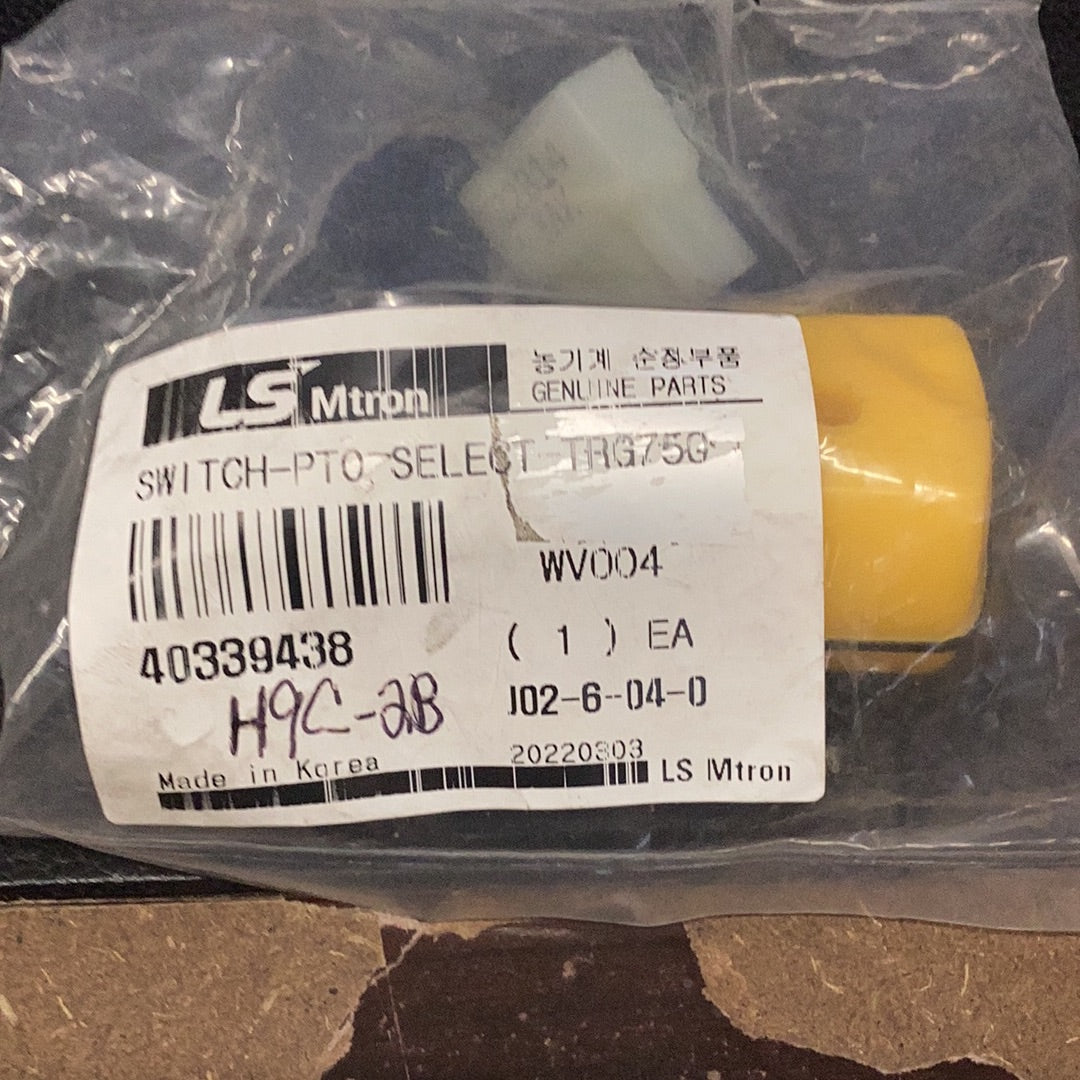 LS Mtron
농기계 순정부품
GENUINE PARTS
SWITCH-PTO-SELECT-TRG750
WV004
40339438
( 1 ) EA
H9C-2B
J02-6-04-0
Made in Korea
20220303
LS Mtron